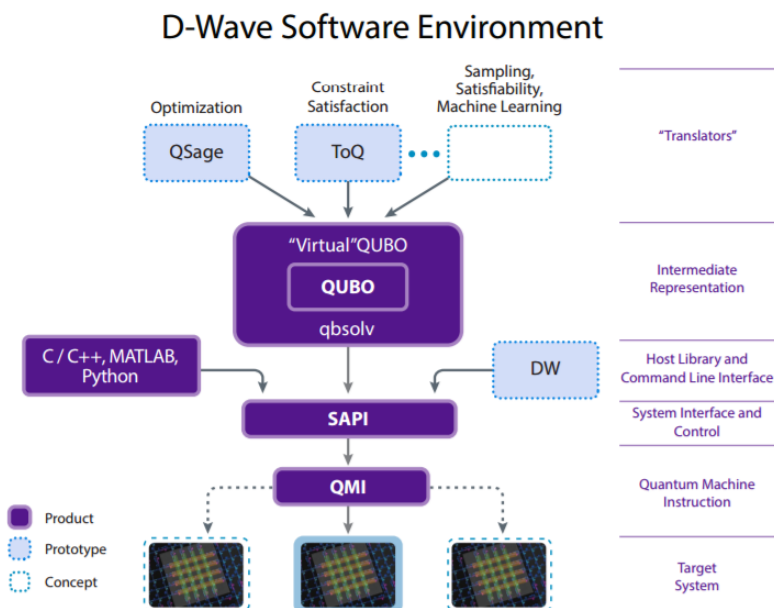 D-Wave Software Environment
Optimization
Constraint
Satisfaction
Sampling,
Satisfiability,
Machine Learning
QSage
ToQ
"Translators"
"Virtual"QUBO
QUBO
qbsolv
Intermediate
Representation
C / C++, MATLAB,
Python
DW
Host Library and
Command Line Interface
SAPI
System Interface and
Control
QMI
Quantum Machine
Instruction
Product
Prototype
Concept
Target
System